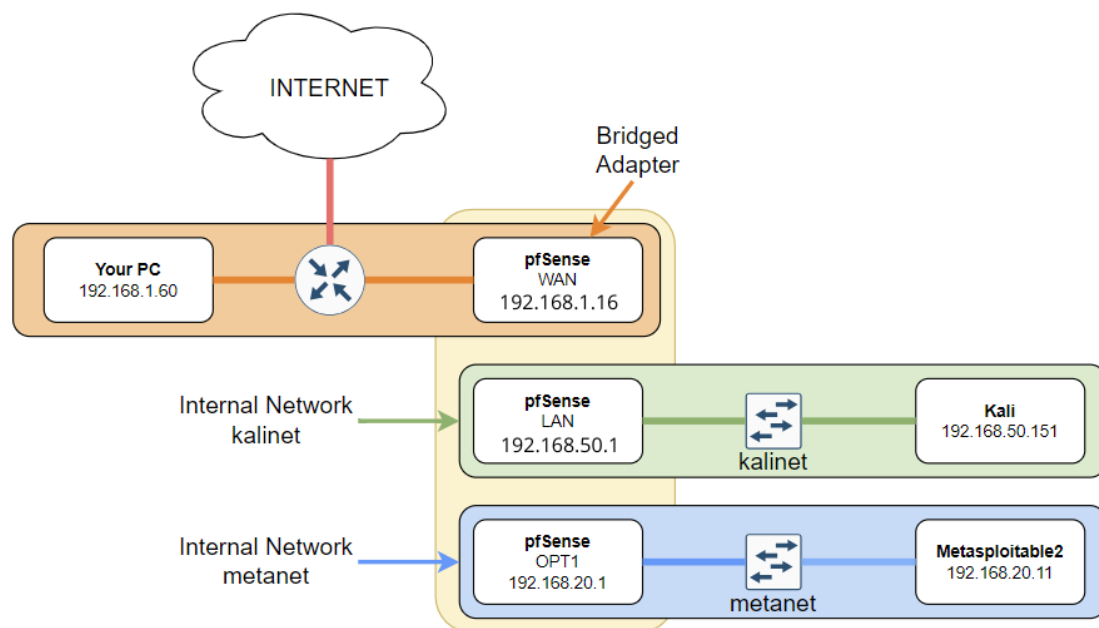 INTERNET
Bridged
Adapter
Your PC
192.168.1.60
pfSense
WAN
192.168.1.16
Internal Network
kalinet
pfSense
LAN
192.168.50.1
kalinet
Kali
192.168.50.151
Internal Network
metanet
pfSense
OPT1
192.168.20.1
metanet
Metasploitable2
192.168.20.11